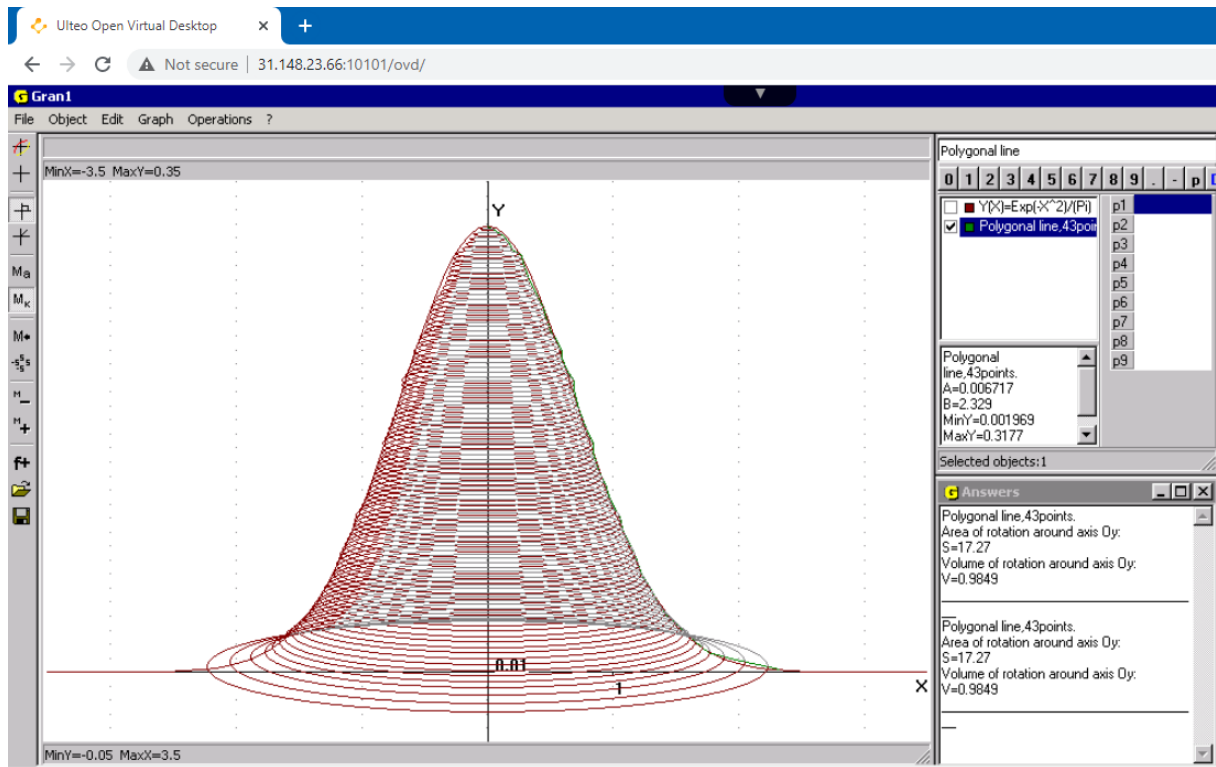 Ulteo Open Virtual Desktop
Not secure | 31.148.23.66:10101/ovd/
Gran1
File Object Edit Graph Operations ?
MinX=-3.5 MaxY=0.35
Y
0.01
1
X
MinY=-0.05 MaxX=3.5
Ma
Mк
M
-s s s s
M
M+
f+
Polygonal line
0 1 2 3 4 5 6 7 8 9 . - p
Y(X)=Exp(-X^2)/(Pi)
Polygonal line,43poin
p1
p2
p3
p4
p5
p6
p7
p8
p9
Polygonal
line,43points.
A=0.006717
B=2.329
MinY=0.001969
MaxY=0.3177
Selected objects:1
Answers
Polygonal line,43points.
Area of rotation around axis Oy:
S=17.27
Volume of rotation around axis Oy:
V=0.9849
Polygonal line,43points.
Area of rotation around axis Oy:
S=17.27
Volume of rotation around axis Oy:
V=0.9849